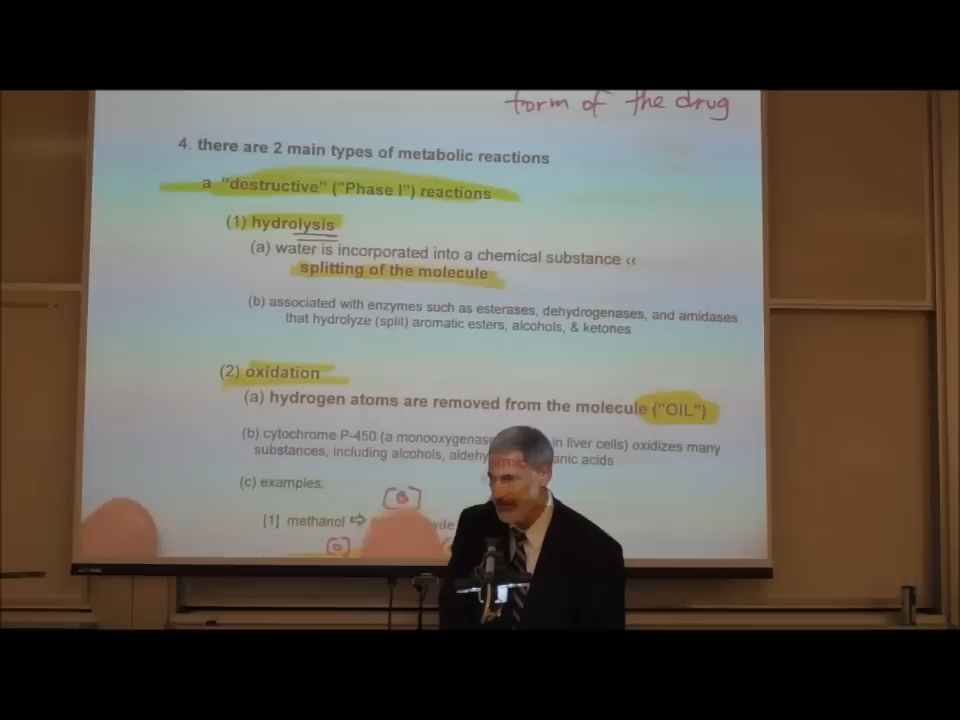 form of the drug
4. there are 2 main types of metabolic reactions
a "destructive" ("Phase I") reactions
(1) hydrolysis
(a) water is incorporated into a chemical substance «
splitting of the molecule
(b) associated with enzymes such as esterases, dehydrogenases, and amidases
that hydrolyze (split) aromatic esters, alcohols, & ketones
(2) oxidation
(a) hydrogen atoms are removed from the molecule ("OIL")
(b) cytochrome P-450 (a monooxygenase in liver cells) oxidizes many
substances, including alcohols, aldehy anic acids
(c) examples:
[o]
[1] methanol ⇨ yde
[o]